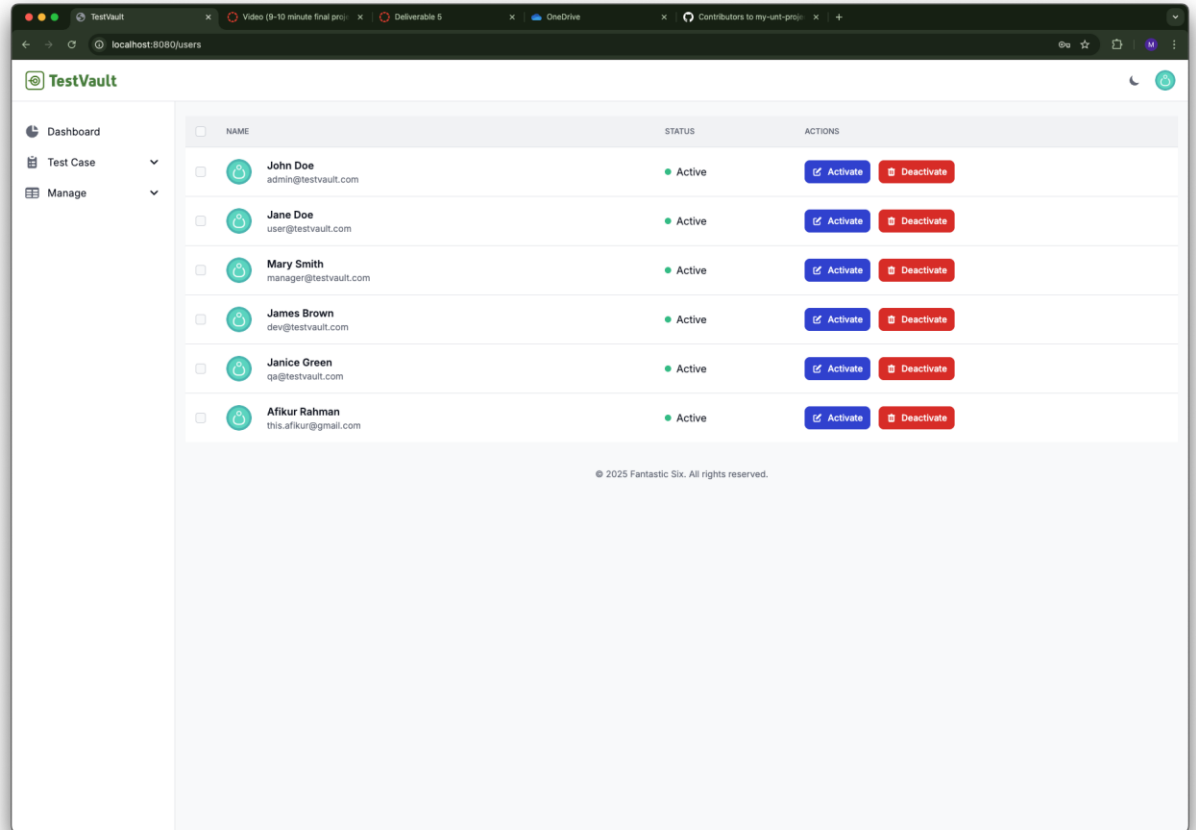 TestVault
Video (9-10 minute final proje
Deliverable 5
OneDrive
Contributors to my-unt-projec
localhost:8080/users
M
TestVault
Dashboard
Test Case
Manage
NAME STATUS ACTIONS
John Doe
admin@testvault.com
Active Activate Deactivate
Jane Doe
user@testvault.com
Active Activate Deactivate
Mary Smith
manager@testvault.com
Active Activate Deactivate
James Brown
dev@testvault.com
Active Activate Deactivate
Janice Green
qa@testvault.com
Active Activate Deactivate
Afikur Rahman
this.afikur@gmail.com
Active Activate Deactivate
© 2025 Fantastic Six. All rights reserved.